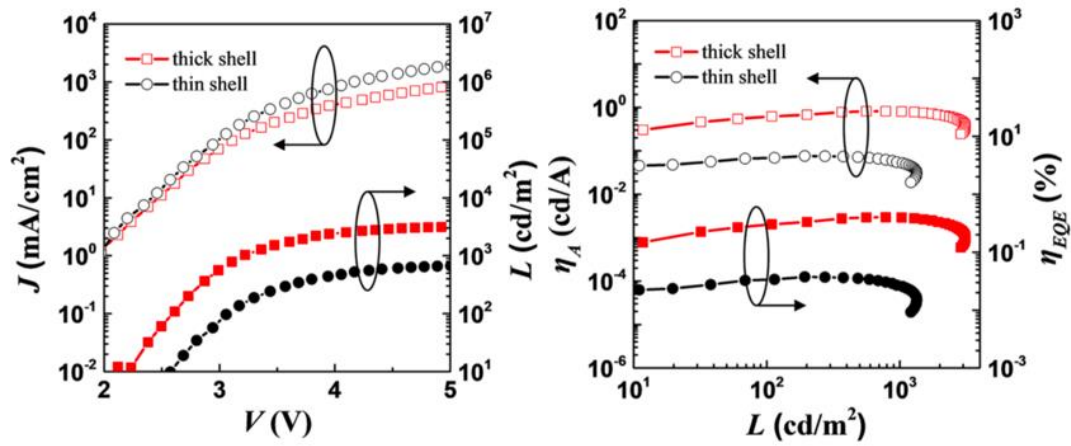 10^4
10^3
10^2
10^1
10^0
10^-1
10^-2
J (mA/cm^2)
thick shell
thin shell
10^7
10^6
10^5
10^4
10^3
10^2
10^1
L (cd/m^2)
2 3 4 5
V (V)
10^2
10^0
10^-2
10^-4
10^-6
η_A (cd/A)
thick shell
thin shell
10^3
10^1
10^-1
10^-3
η_EQE (%)
10^1 10^2 10^3
L (cd/m^2)